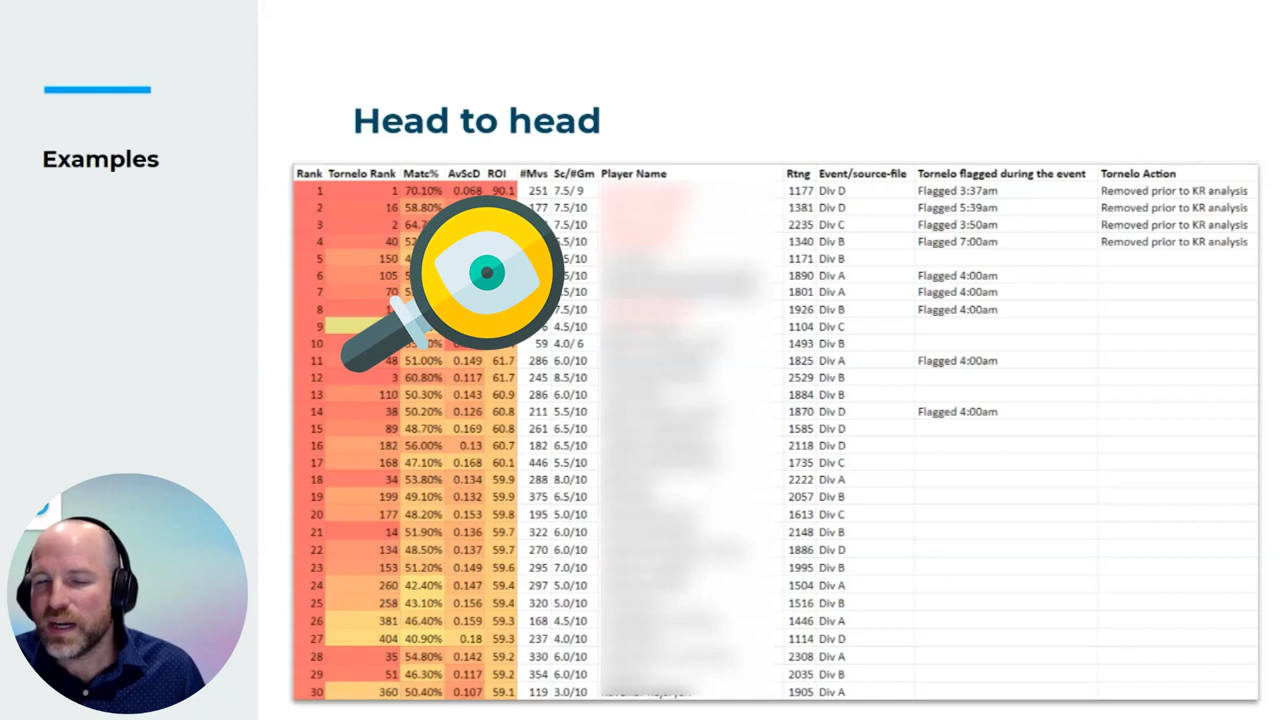 Examples
Head to head
Rank Tornelo Rank Matc% AvScD ROI #Mvs Sc/#Gm Player Name Rtng Event/source-file Tornelo flagged during the event Tornelo Action
1 1 70.10% 0.068 90.1 251 7.5/ 9 1177 Div D Flagged 3:37am Removed prior to KR analysis
2 16 58.80% 177 7.5/10 1381 Div D Flagged 5:39am Removed prior to KR analysis
3 2 7.5/10 2235 Div C Flagged 3:50am Removed prior to KR analysis
4 40 1340 Div B Flagged 7:00am Removed prior to KR analysis
5 150 1171 Div B
6 105 1890 Div A Flagged 4:00am
7 70 1801 Div A Flagged 4:00am
8 7.5/10 1926 Div B Flagged 4:00am
9 4.5/10 1104 Div C
10 59 4.0/ 6 1493 Div B
11 48 51.00% 0.149 61.7 286 6.0/10 1825 Div A Flagged 4:00am
12 3 60.80% 0.117 61.7 245 8.5/10 2529 Div B
13 110 50.30% 0.143 60.9 286 6.0/10 1884 Div B
14 38 50.20% 0.126 60.8 211 5.5/10 1870 Div D Flagged 4:00am
15 89 48.70% 0.169 60.8 261 6.5/10 1585 Div D
16 182 56.00% 0.13 60.7 182 6.5/10 2118 Div D
17 168 47.10% 0.168 60.1 446 5.5/10 1735 Div C
18 34 53.80% 0.134 59.9 288 8.0/10 2222 Div A
19 199 49.10% 0.132 59.9 375 6.5/10 2057 Div B
20 177 48.20% 0.153 59.8 195 5.0/10 1613 Div C
21 14 51.90% 0.136 59.7 322 6.0/10 2148 Div B
22 134 48.50% 0.137 59.7 270 6.0/10 1886 Div D
23 153 51.20% 0.149 59.6 295 7.0/10 1995 Div B
24 260 42.40% 0.147 59.4 297 5.0/10 1504 Div A
25 258 43.10% 0.156 59.4 320 5.0/10 1516 Div B
26 381 46.40% 0.159 59.3 168 4.5/10 1446 Div A
27 404 40.90% 0.18 59.3 237 4.0/10 1114 Div D
28 35 54.80% 0.142 59.2 330 6.0/10 2308 Div A
29 51 46.30% 0.117 59.2 354 6.0/10 2035 Div B
30 360 50.40% 0.107 59.1 119 3.0/10 1905 Div A